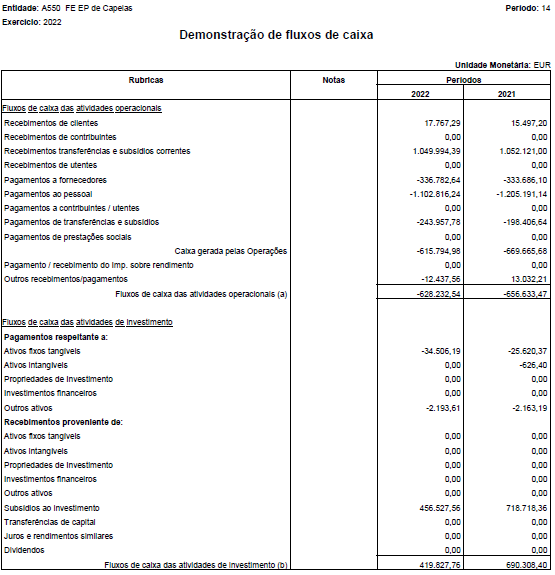 Entidade: A550 FE EP de Capelas Período: 14
Exercício: 2022
Demonstração de fluxos de caixa
Unidade Monetária: EUR
Rubricas Notas Períodos
2022 2021
Fluxos de caixa das atividades operacionais
Recebimentos de clientes 17.767,29 15.497,20
Recebimentos de contribuintes 0,00 0,00
Recebimentos transferências e subsídios correntes 1.049.994,39 1.052.121,00
Recebimentos de utentes 0,00 0,00
Pagamentos a fornecedores -336.782,64 -333.686,10
Pagamentos ao pessoal -1.102.816,24 -1.205.191,14
Pagamentos a contribuintes / utentes 0,00 0,00
Pagamentos de transferências e subsídios -243.957,78 -198.406,64
Pagamentos de prestações sociais 0,00 0,00
Caixa gerada pelas Operações -615.794,98 -669.665,68
Pagamento / recebimento do imp. sobre rendimento 0,00 0,00
Outros recebimentos/pagamentos -12.437,56 13.032,21
Fluxos de caixa das atividades operacionais (a) -628.232,54 -656.633,47
Fluxos de caixa das atividades de investimento
Pagamentos respeitante a:
Ativos fixos tangíveis -34.506,19 -25.620,37
Ativos intangíveis 0,00 -626,40
Propriedades de investimento 0,00 0,00
Investimentos financeiros 0,00 0,00
Outros ativos -2.193,61 -2.163,19
Recebimentos proveniente de:
Ativos fixos tangíveis 0,00 0,00
Ativos intangíveis 0,00 0,00
Propriedades de investimento 0,00 0,00
Investimentos financeiros 0,00 0,00
Outros ativos 0,00 0,00
Subsídios ao investimento 456.527,56 718.718,36
Transferências de capital 0,00 0,00
Juros e rendimentos similares 0,00 0,00
Dividendos 0,00 0,00
Fluxos de caixa das atividades de investimento (b) 419.827,76 690.308,40